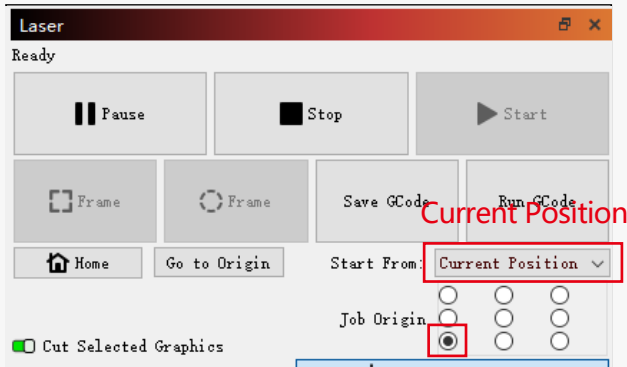 Laser
Ready
Pause
Stop
Start
Frame
Frame
Save GCode
Run GCode
Current Position
Home
Go to Origin
Start From:
Current Position
Job Origin
Cut Selected Graphics